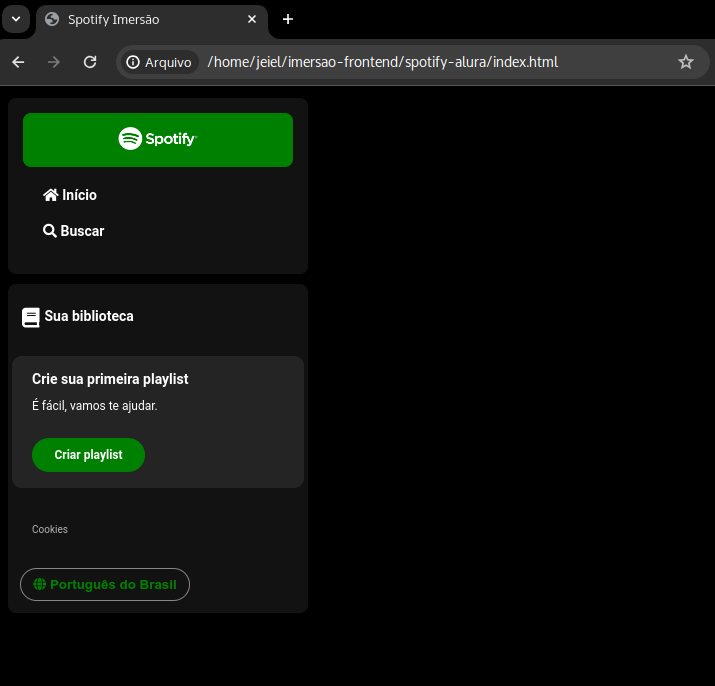 Spotify Imersão
Arquivo /home/jeiel/imersao-frontend/spotify-alura/index.html
Spotify
Início
Buscar
Sua biblioteca
Crie sua primeira playlist
É fácil, vamos te ajudar.
Criar playlist
Cookies
Português do Brasil